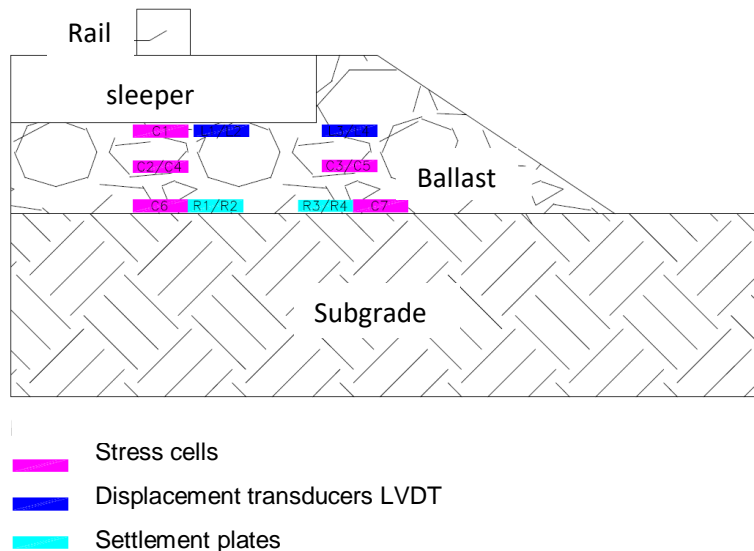 Rail
sleeper
C1
C2/C4
C3/C5
Ballast
C6
R1/R2
R3/R4
C7
Subgrade
Stress cells
Displacement transducers LVDT
Settlement plates